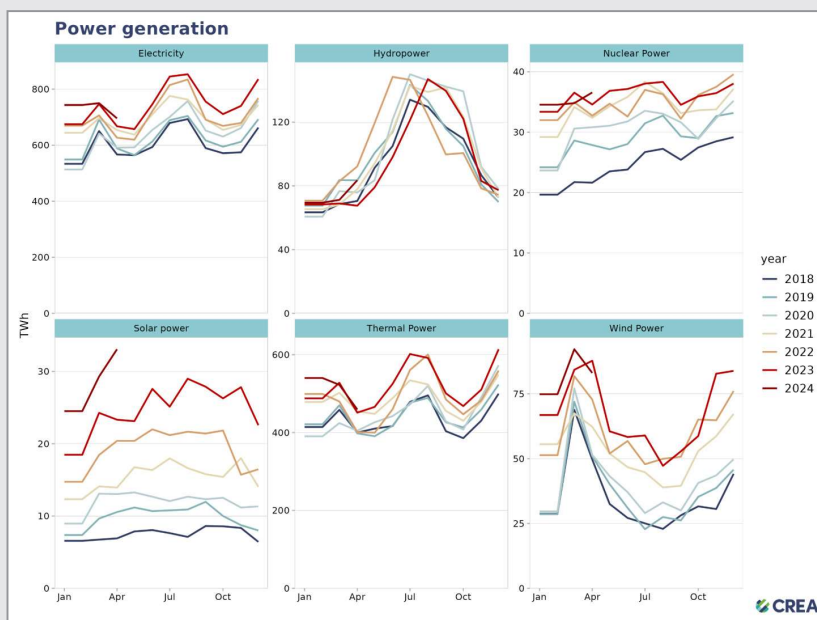 Power generation
Electricity
Hydropower
Nuclear Power
800
600
400
200
0
120
80
40
0
40
30
20
10
0
TWh
Solar power
Thermal Power
Wind Power
30
20
10
0
600
400
200
0
75
50
25
0
Jan Apr Jul Oct
Jan Apr Jul Oct
Jan Apr Jul Oct
year
2018
2019
2020
2021
2022
2023
2024
CREA